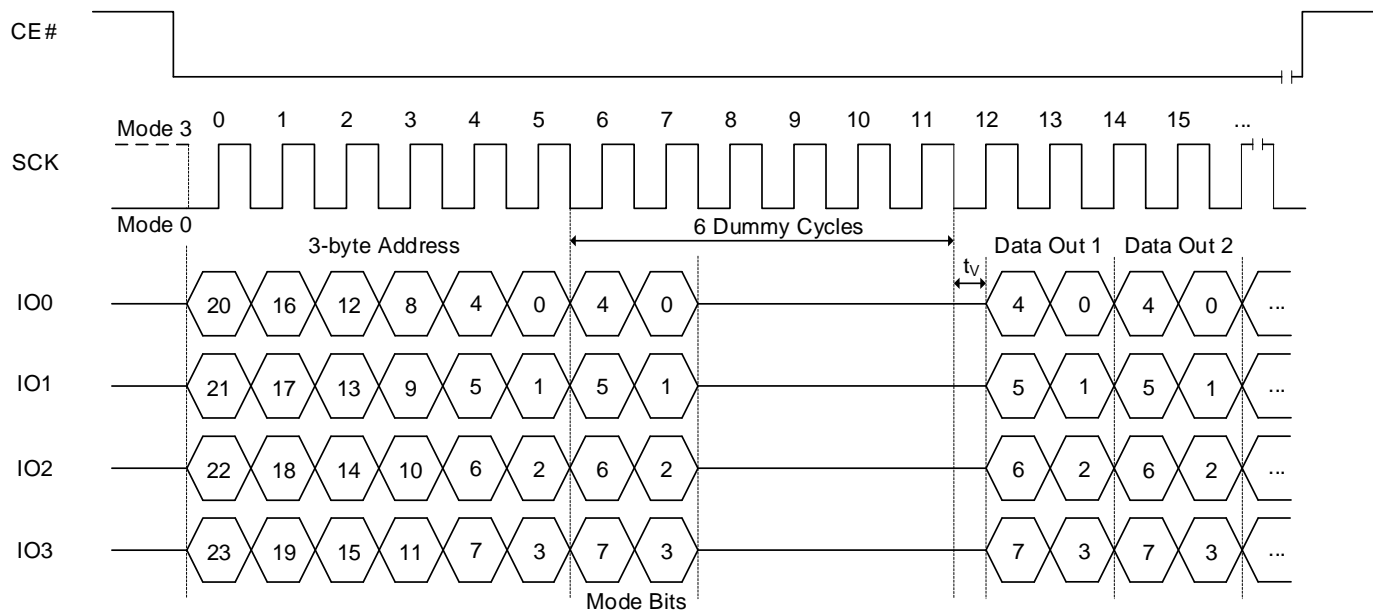 CE#
Mode 3 0 1 2 3 4 5 6 7 8 9 10 11 12 13 14 15 ...
SCK
Mode 0
6 Dummy Cycles
3-byte Address Data Out 1 Data Out 2
tV
IO0 20 16 12 8 4 0 4 0 4 0 4 0 ...
IO1 21 17 13 9 5 1 5 1 5 1 5 1 ...
IO2 22 18 14 10 6 2 6 2 6 2 6 2 ...
IO3 23 19 15 11 7 3 7 3 7 3 7 3 ...
Mode Bits